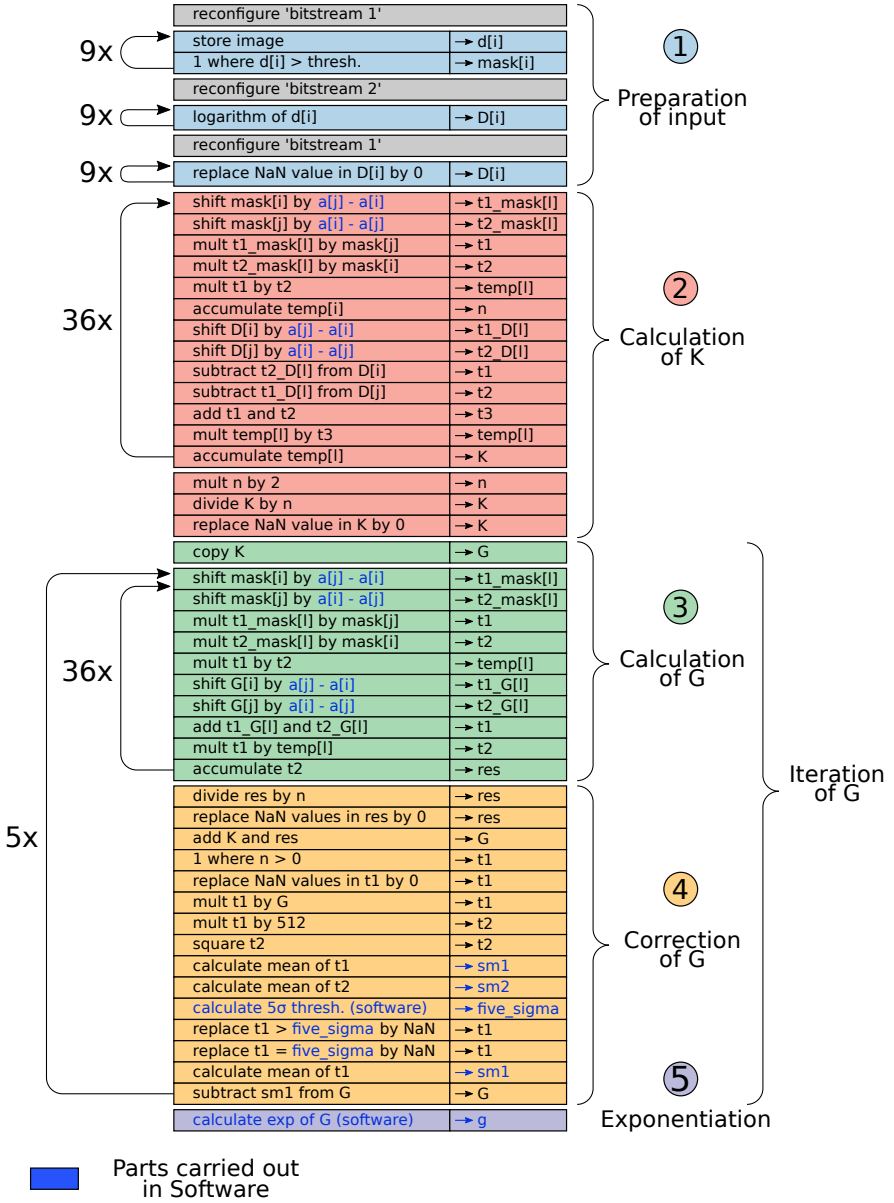 reconfigure 'bitstream 1'
9x
store image → d[i]
1 where d[i] > thresh. → mask[i]
reconfigure 'bitstream 2'
9x
logarithm of d[i] → D[i]
reconfigure 'bitstream 1'
9x
replace NaN value in D[i] by 0 → D[i]
1
Preparation
of input
36x
shift mask[i] by a[j] - a[i] → t1_mask[l]
shift mask[j] by a[i] - a[j] → t2_mask[l]
mult t1_mask[l] by mask[j] → t1
mult t2_mask[l] by mask[i] → t2
mult t1 by t2 → temp[l]
accumulate temp[i] → n
shift D[i] by a[j] - a[i] → t1_D[l]
shift D[j] by a[i] - a[j] → t2_D[l]
subtract t2_D[l] from D[i] → t1
subtract t1_D[l] from D[j] → t2
add t1 and t2 → t3
mult temp[l] by t3 → temp[l]
accumulate temp[l] → K
mult n by 2 → n
divide K by n → K
replace NaN value in K by 0 → K
2
Calculation
of K
copy K → G
5x
36x
shift mask[i] by a[j] - a[i] → t1_mask[l]
shift mask[j] by a[i] - a[j] → t2_mask[l]
mult t1_mask[l] by mask[j] → t1
mult t2_mask[l] by mask[i] → t2
mult t1 by t2 → temp[l]
shift G[i] by a[j] - a[i] → t1_G[l]
shift G[j] by a[i] - a[j] → t2_G[l]
add t1_G[l] and t2_G[l] → t1
mult t1 by temp[l] → t2
accumulate t2 → res
3
Calculation
of G
divide res by n → res
replace NaN values in res by 0 → res
add K and res → G
1 where n > 0 → t1
replace NaN values in t1 by 0 → t1
mult t1 by G → t1
mult t1 by 512 → t2
square t2 → t2
calculate mean of t1 → sm1
calculate mean of t2 → sm2
calculate 5σ thresh. (software) → five_sigma
replace t1 > five_sigma by NaN → t1
replace t1 = five_sigma by NaN → t1
calculate mean of t1 → sm1
subtract sm1 from G → G
4
Correction
of G
Iteration
of G
calculate exp of G (software) → g
5
Exponentiation
Parts carried out
in Software